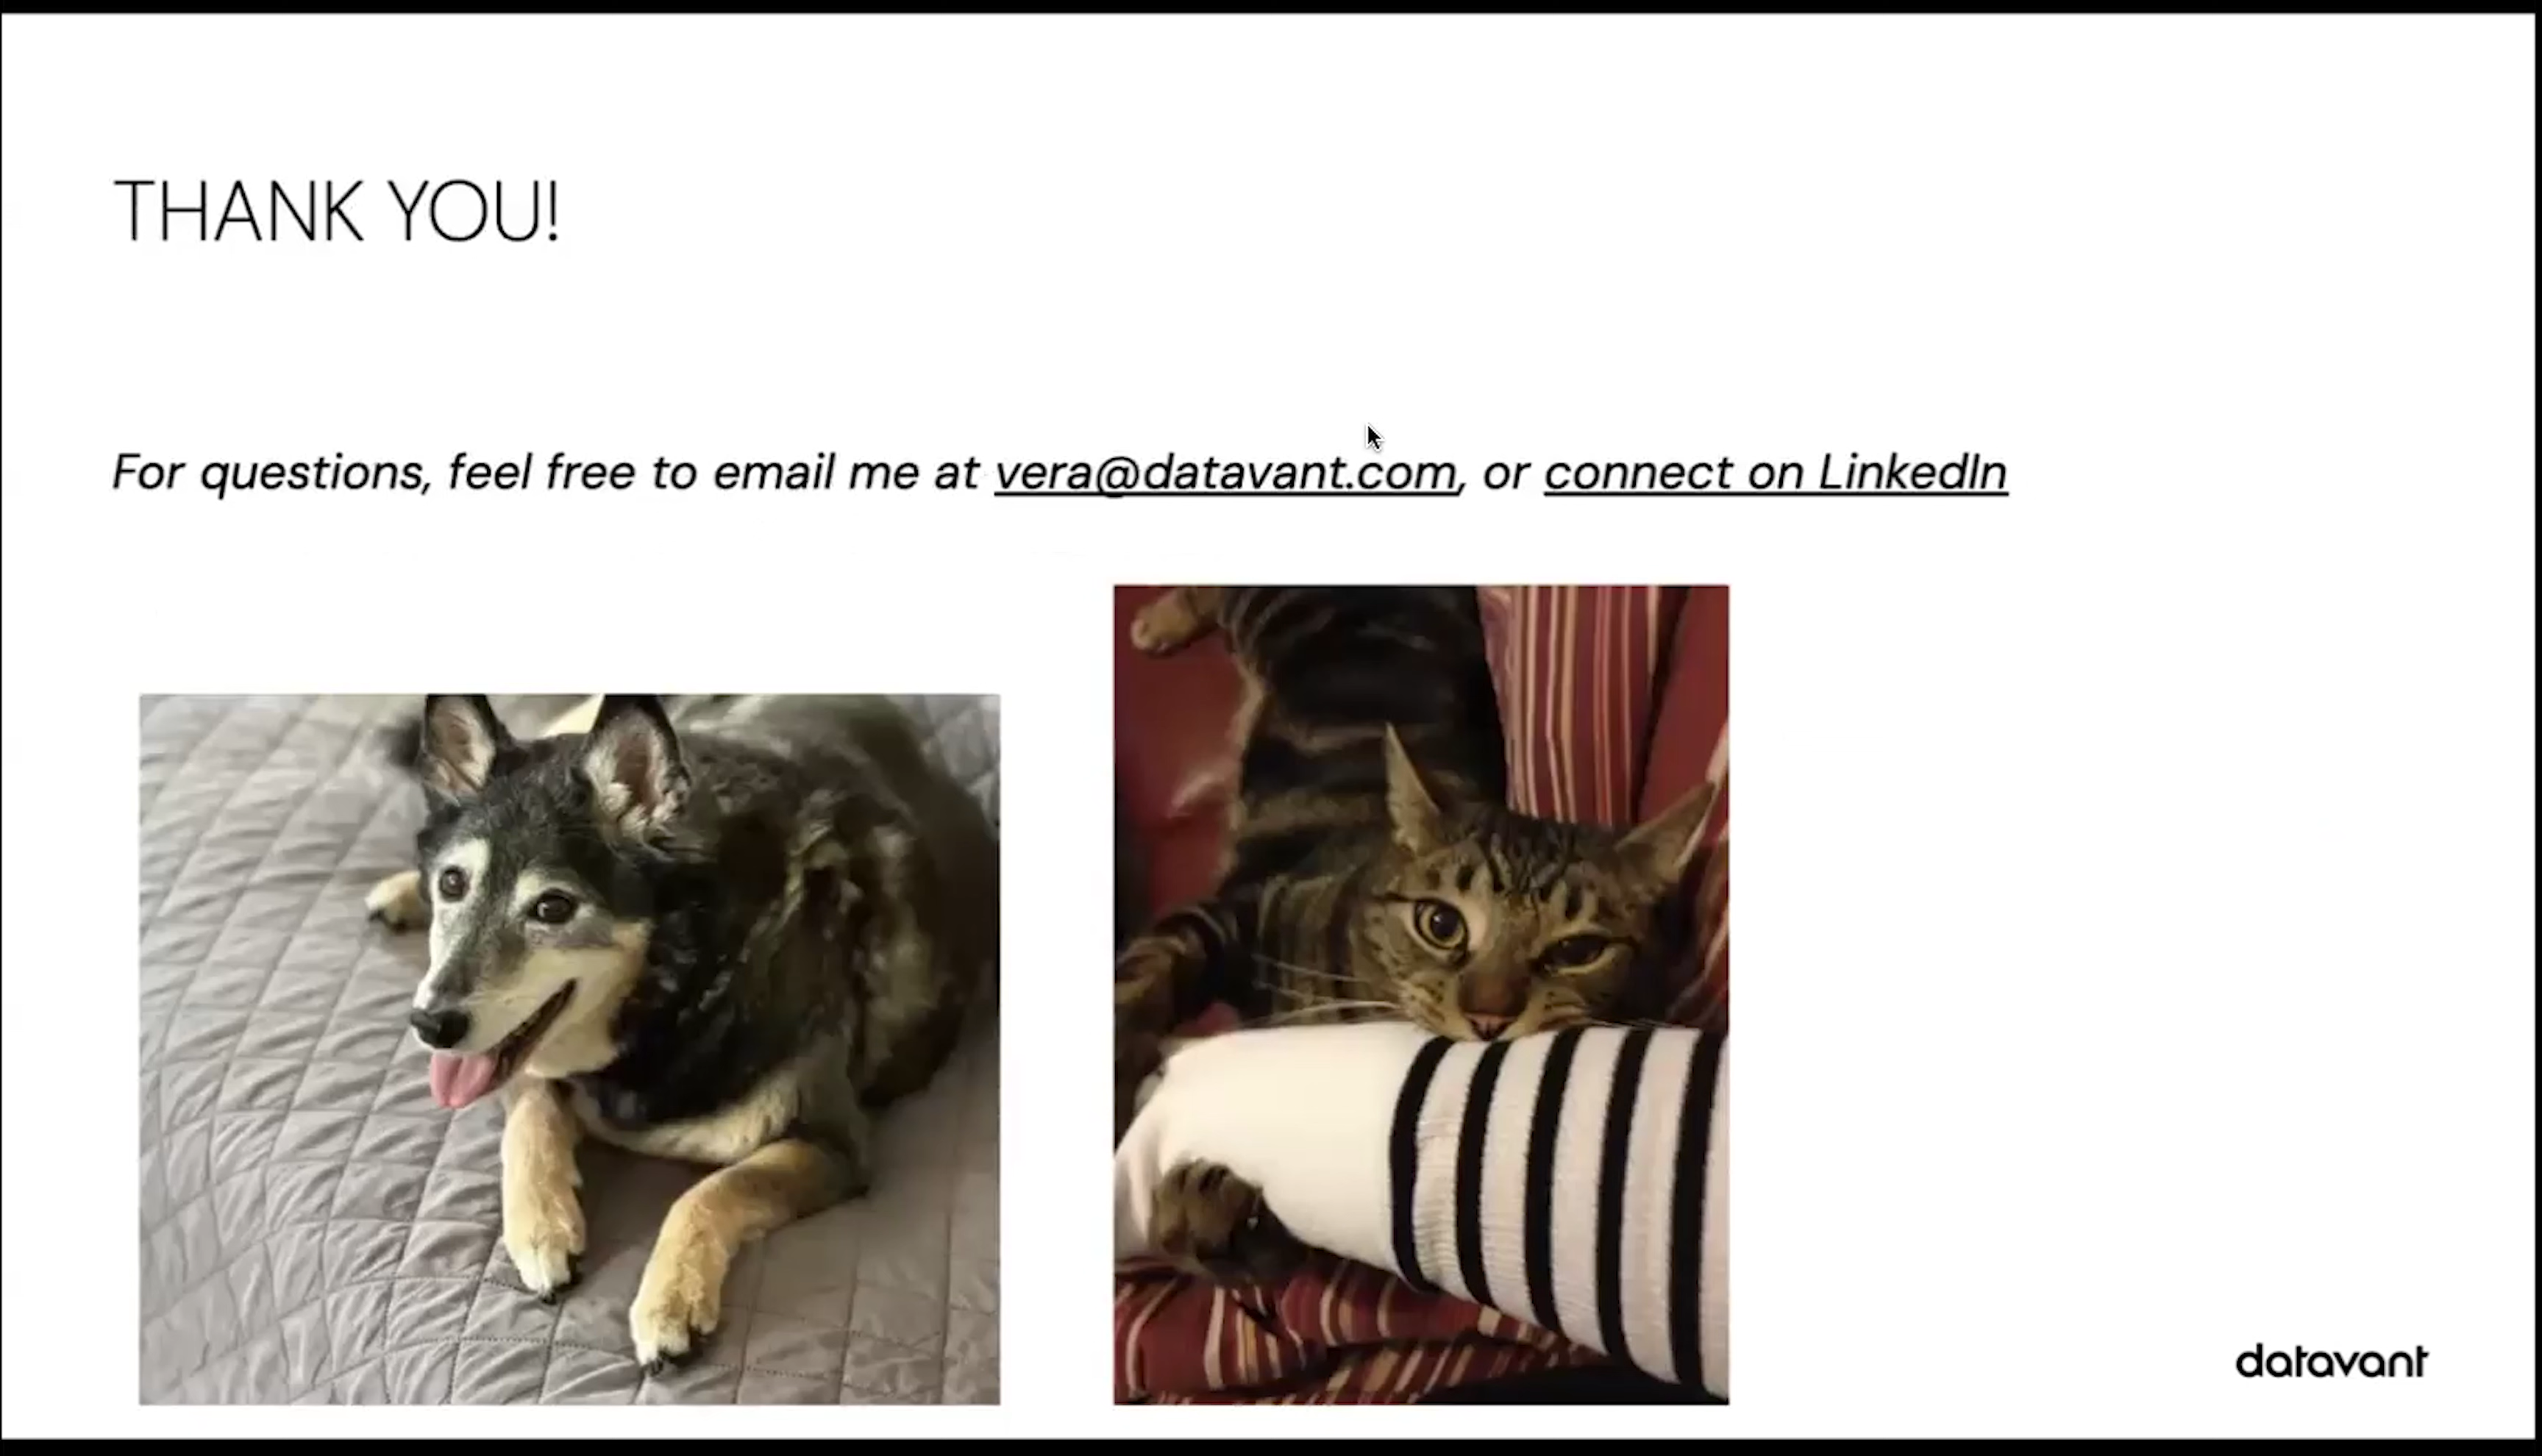 THANK YOU!
For questions, feel free to email me at vera@datavant.com, or connect on LinkedIn
datavant